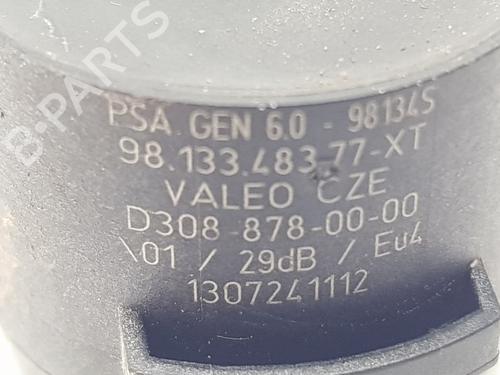 B-PARTS
PSA GEN 6.0 - 98134S
98.133.483.77-XT
VALEO CZE
D308 878-00-00
\01 / 29dB / Eu4
1307241112